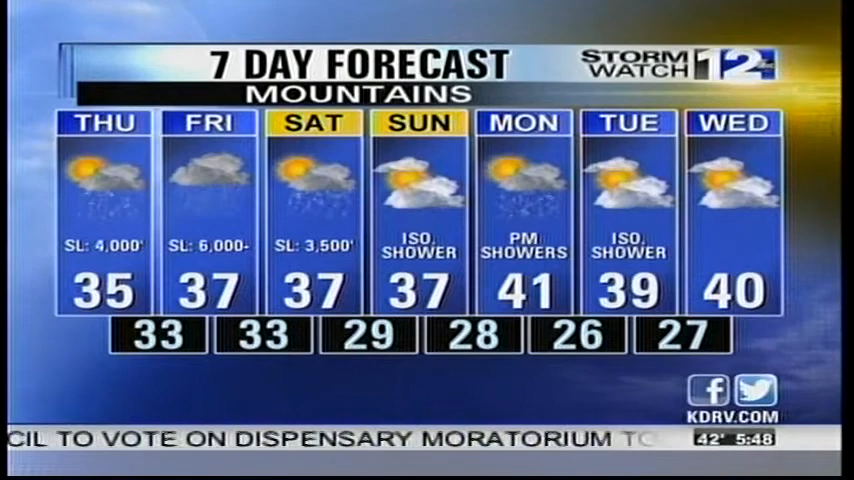 7 DAY FORECAST
STORM
WATCH 12 abc
MOUNTAINS
THU FRI SAT SUN MON TUE WED
SL: 4,000' SL: 6,000- SL: 3,500' ISO. SHOWER PM SHOWERS ISO. SHOWER
35 37 37 37 41 39 40
33 33 29 28 26 27
f
KDRV.COM
CIL TO VOTE ON DISPENSARY MORATORIUM TO
42° 5:48